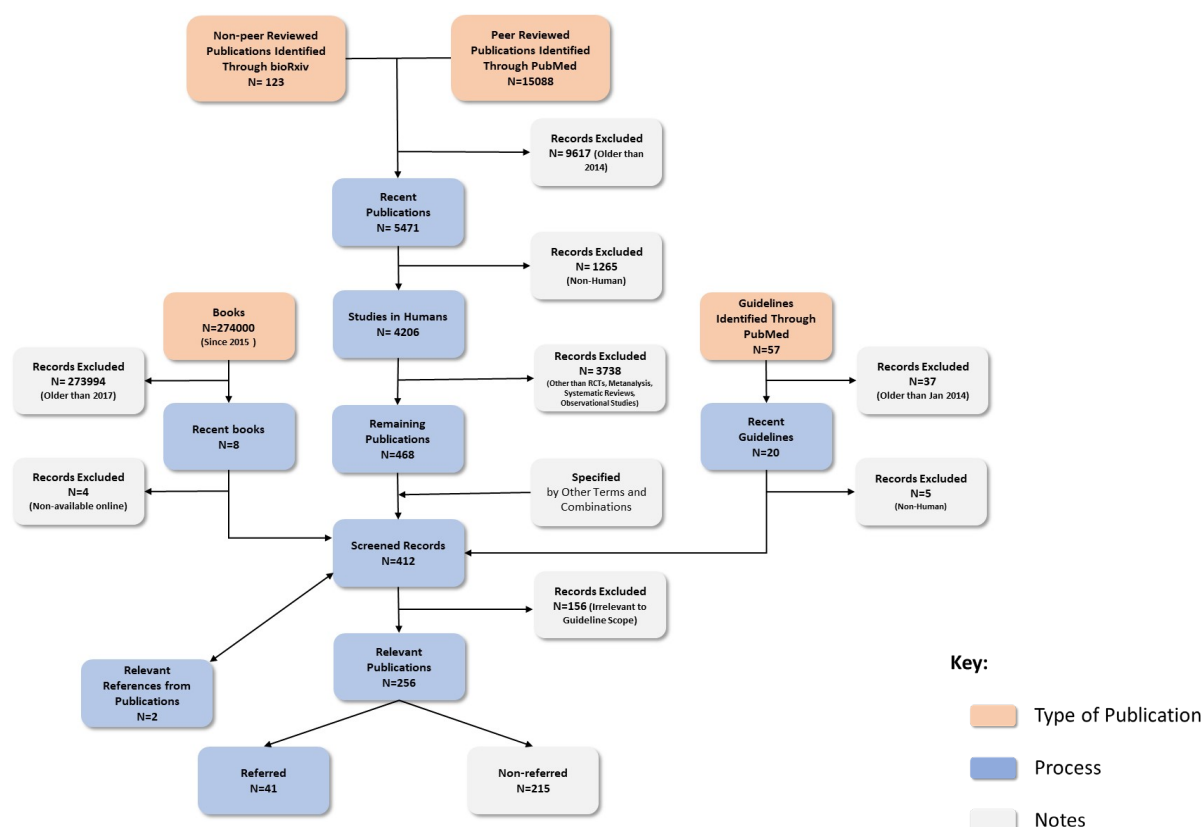 Non-peer Reviewed
Publications Identified
Through bioRxiv
N= 123
Peer Reviewed
Publications Identified
Through PubMed
N=15088
Records Excluded
N= 9617 (Older than
2014)
Recent
Publications
N= 5471
Records Excluded
N= 1265
(Non-Human)
Books
N=274000
(Since 2015 )
Studies in Humans
N= 4206
Guidelines
Identified Through
PubMed
N=57
Records Excluded
N= 273994
(Older than 2017)
Records Excluded
N= 3738
(Other than RCTs, Metanalysis,
Systematic Reviews,
Observational Studies)
Records Excluded
N=37
(Older than Jan 2014)
Recent books
N=8
Remaining
Publications
N=468
Recent
Guidelines
N=20
Records Excluded
N=4
(Non-available online)
Specified
by Other Terms and
Combinations
Records Excluded
N=5
(Non-Human)
Screened Records
N=412
Records Excluded
N=156 (Irrelevant to
Guideline Scope)
Relevant
References from
Publications
N=2
Relevant
Publications
N=256
Referred
N=41
Non-referred
N=215
Key:
Type of Publication
Process
Notes